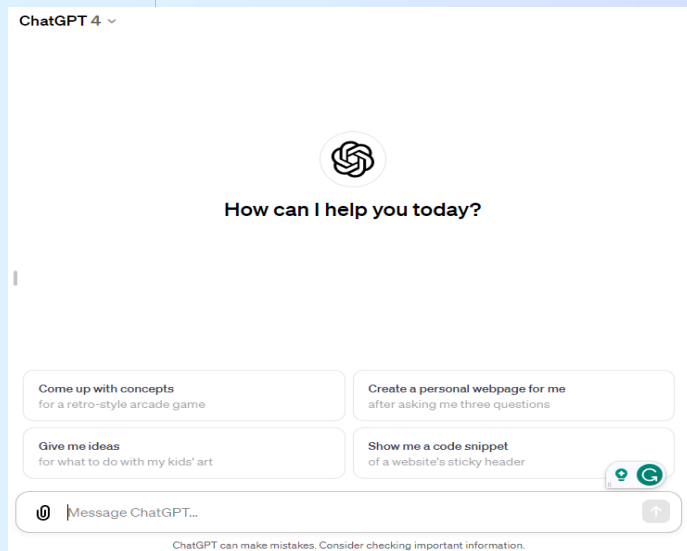 ChatGPT 4
How can I help you today?
Come up with concepts
for a retro-style arcade game
Create a personal webpage for me
after asking me three questions
Give me ideas
for what to do with my kids' art
Show me a code snippet
of a website's sticky header
Message ChatGPT...
ChatGPT can make mistakes. Consider checking important information.